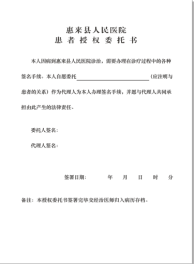 惠来县人民医院
患者授权委托书
本人因病到惠来县人民医院诊治，需要办理在诊疗过程中的各种
签名手续。本人自愿委托 (应注明与
患者的关系）作为代理人为本人办理签名手续，并愿与代理人共同承
担由此产生的法律责任。
委托人签名：
代理人签名：
签署日期： 年 月 日 时 分
备注：本授权委托书签署完毕交经治医师归入病历存档。